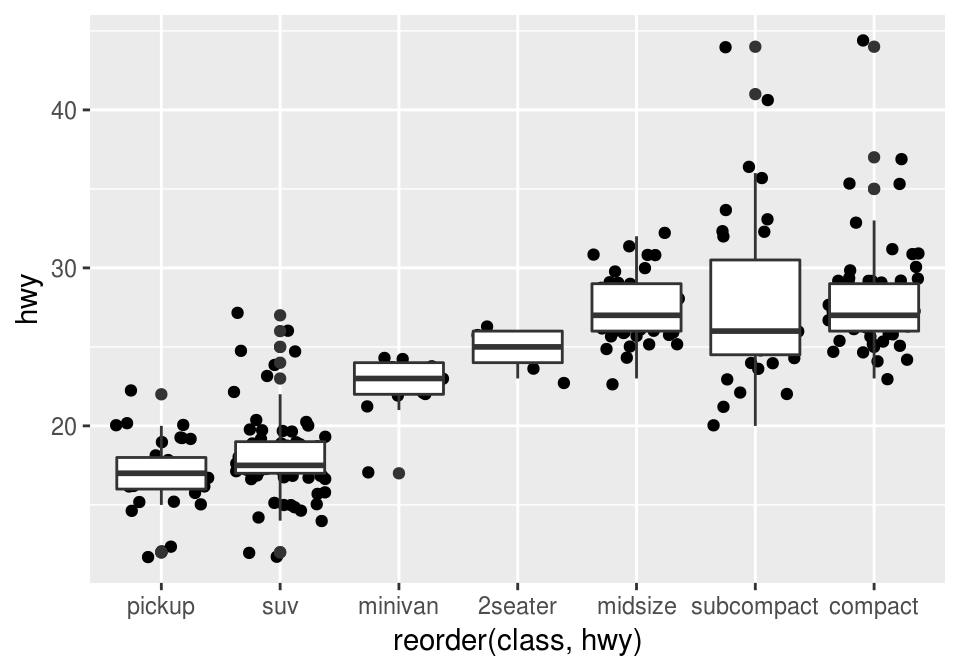 40
30
20
hwy
pickup suv minivan 2seater midsize subcompact compact
reorder(class, hwy)